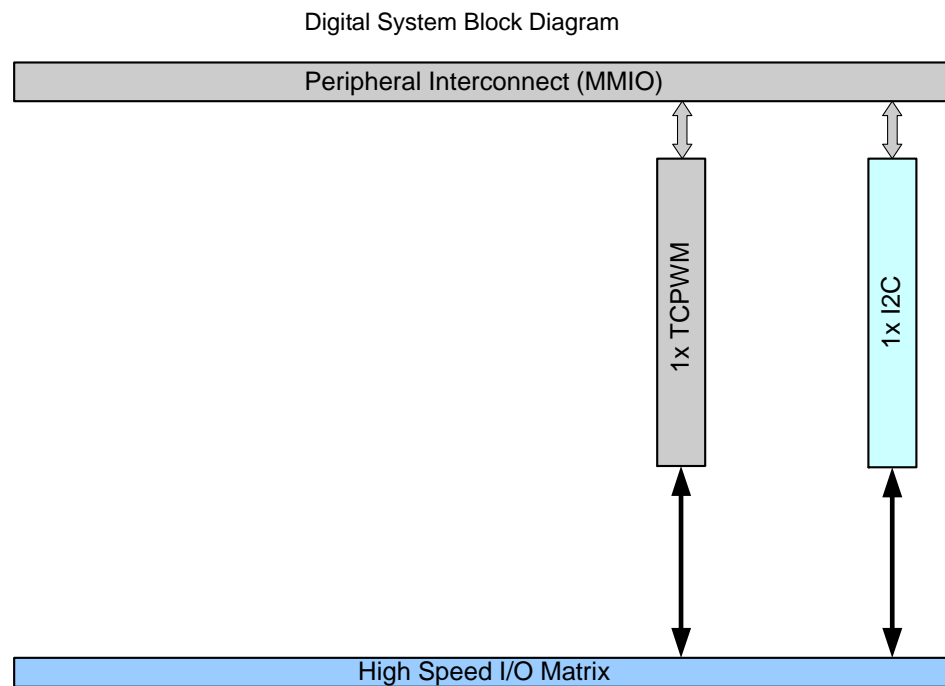 Digital System Block Diagram
Peripheral Interconnect (MMIO)
1x TCPWM
1x I2C
High Speed I/O Matrix